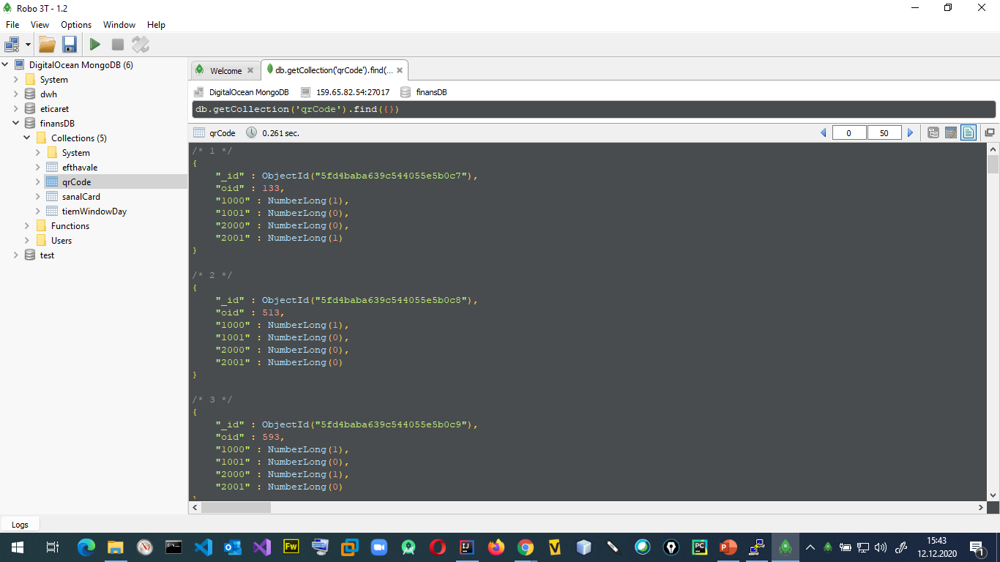 Robo 3T - 1.2
File View Options Window Help
DigitalOcean MongoDB (6)
System
dwh
eticaret
finansDB
Collections (5)
System
efthavale
qrCode
sanalCard
tiemWindowDay
Functions
Users
test
Welcome
db.getCollection('qrCode').find(...
DigitalOcean MongoDB 159.65.82.54:27017 finansDB
db.getCollection('qrCode').find({})
qrCode 0.261 sec. 0 50
/* 1 */
{
"_id" : ObjectId("5fd4baba639c544055e5b0c7"),
"oid" : 133,
"1000" : NumberLong(1),
"1001" : NumberLong(0),
"2000" : NumberLong(0),
"2001" : NumberLong(1)
}
/* 2 */
{
"_id" : ObjectId("5fd4baba639c544055e5b0c8"),
"oid" : 513,
"1000" : NumberLong(1),
"1001" : NumberLong(0),
"2000" : NumberLong(0),
"2001" : NumberLong(0)
}
/* 3 */
{
"_id" : ObjectId("5fd4baba639c544055e5b0c9"),
"oid" : 593,
"1000" : NumberLong(1),
"1001" : NumberLong(0),
"2000" : NumberLong(1),
"2001" : NumberLong(0)
}
Logs
Fw
IJ
PC
P
15:43
12.12.2020
1